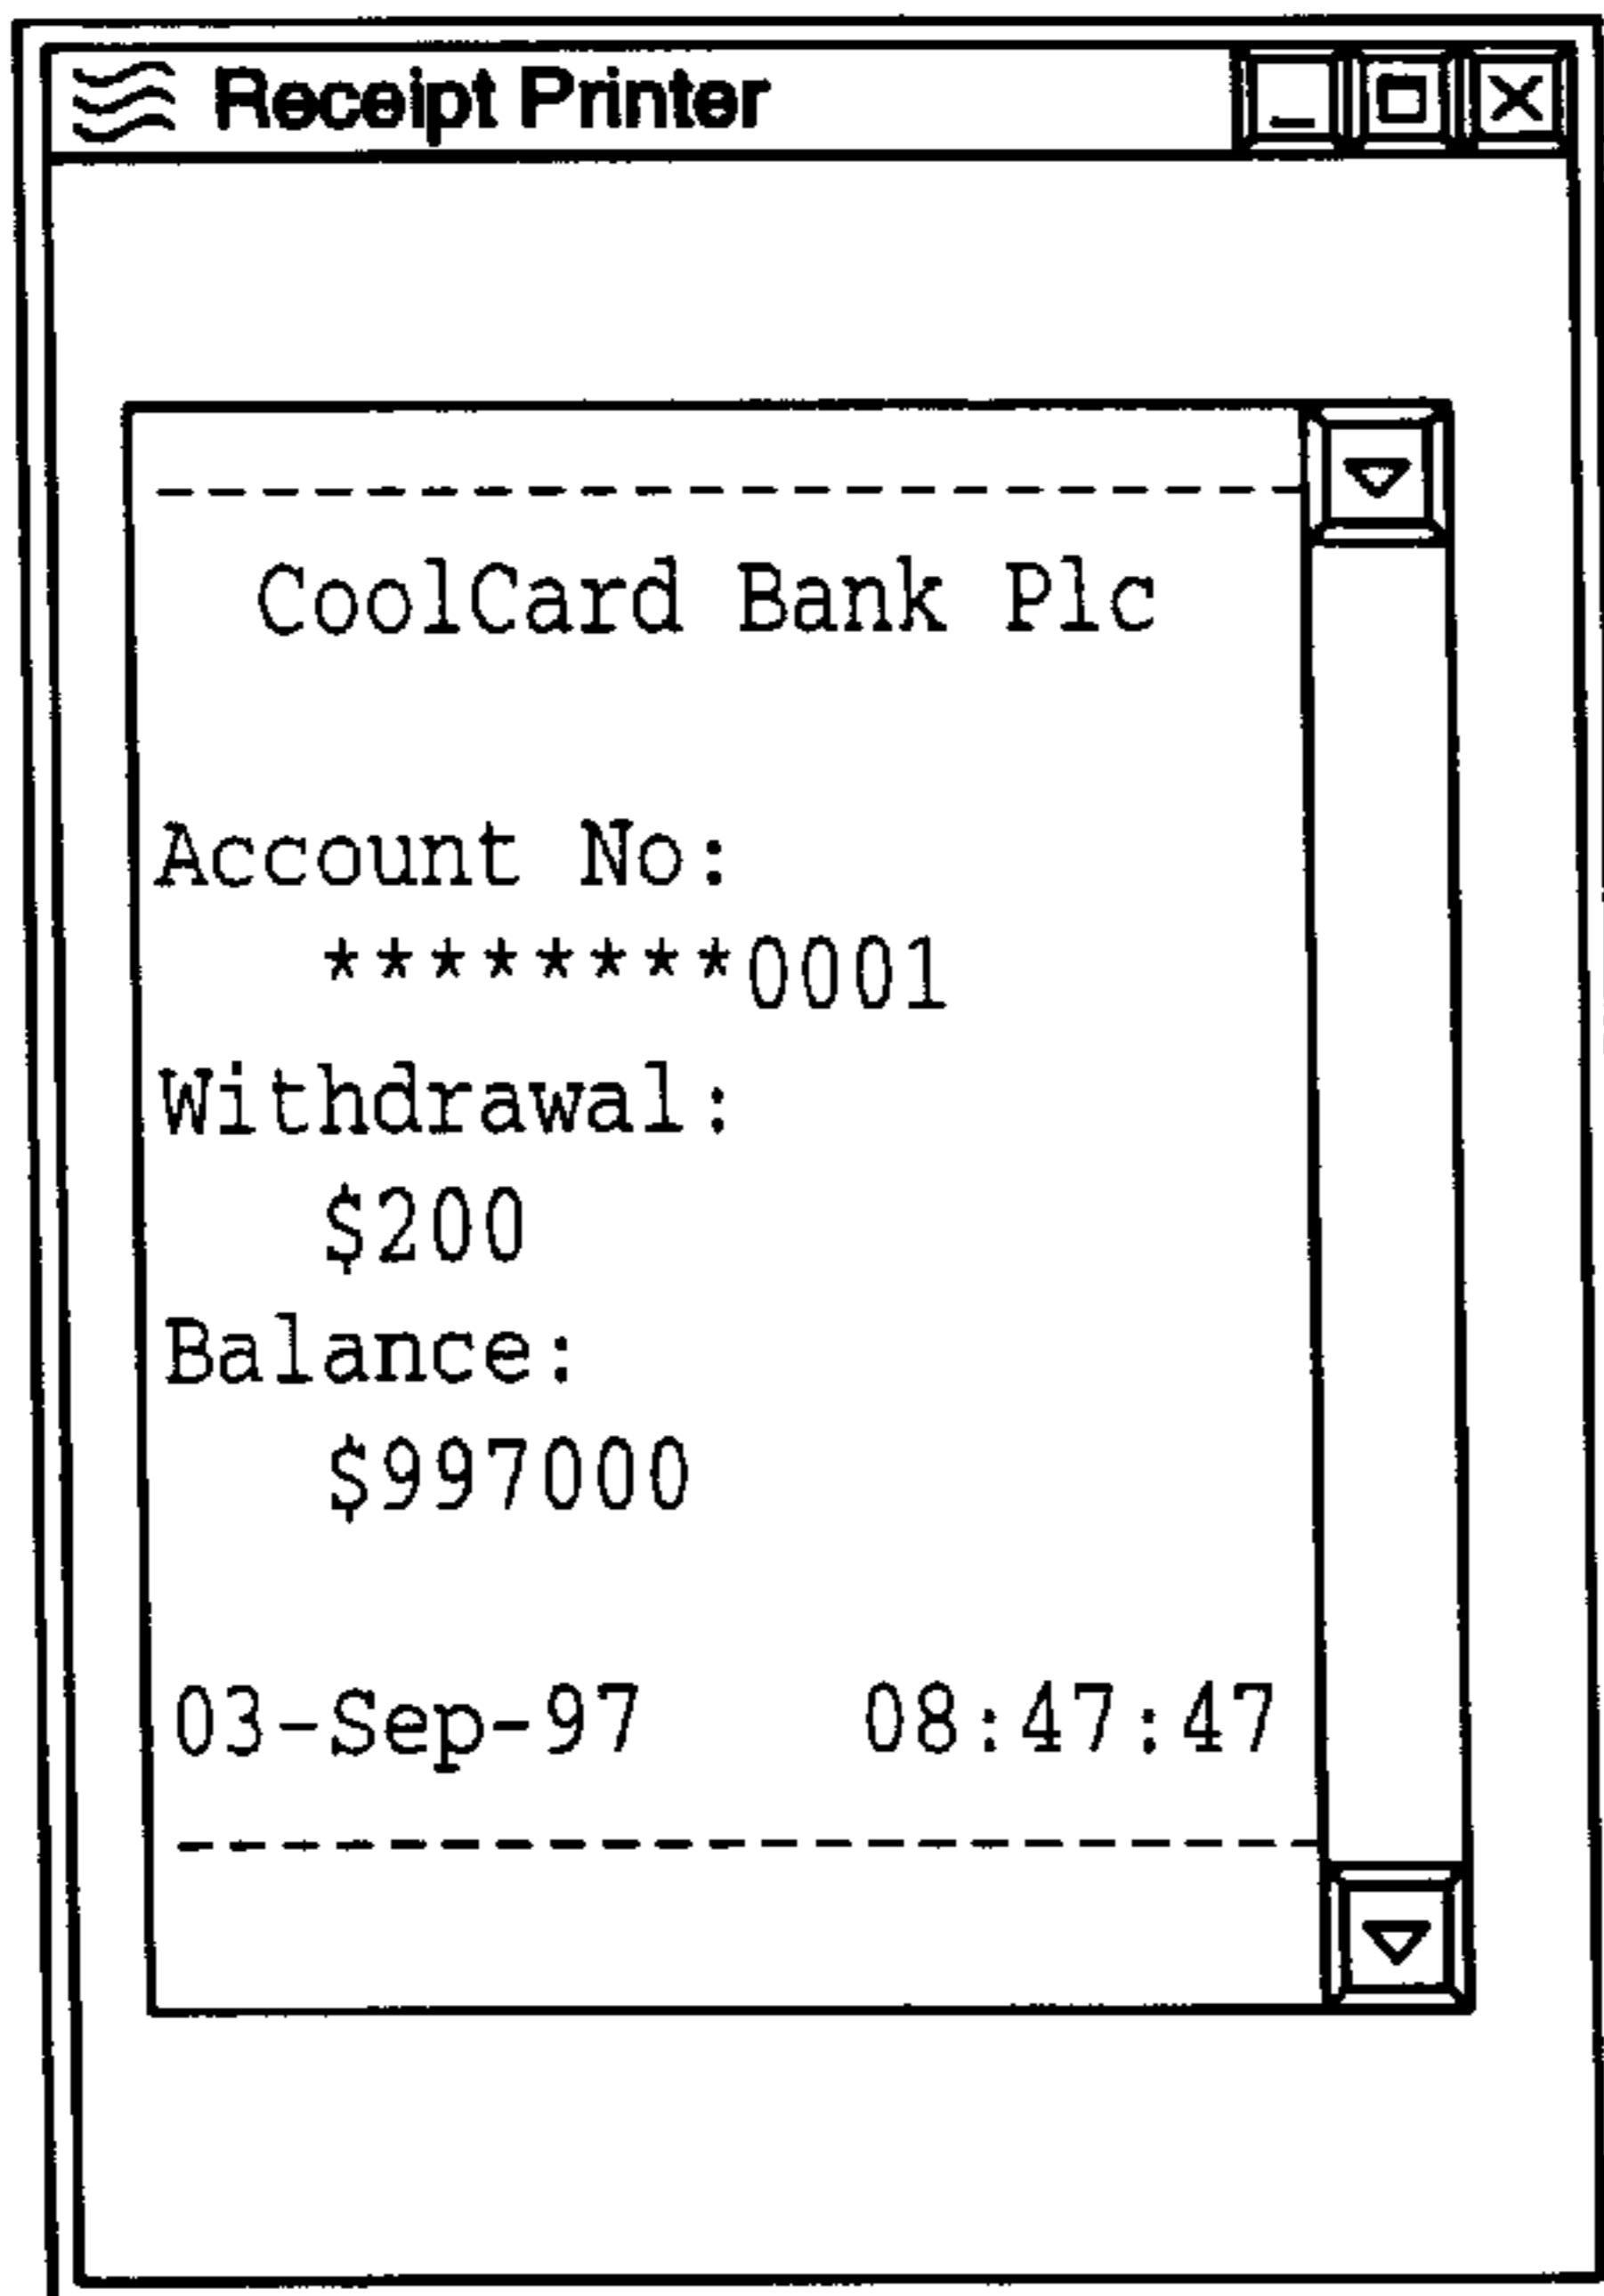 Receipt Printer
-----------------------
CoolCard Bank Plc
Account No:
********0001
Withdrawal:
$200
Balance:
$997000
03-Sep-97 08:47:47
-----------------------